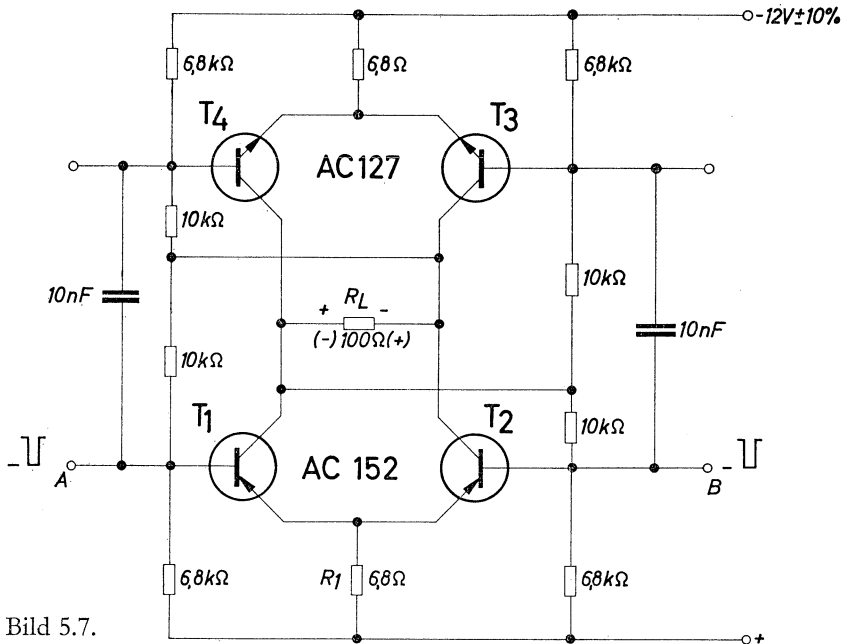 -12V±10%
6,8kΩ
6,8Ω
6,8kΩ
T4
T3
AC127
10kΩ
10kΩ
10nF
RL
+ -
(-) 100Ω (+)
10nF
10kΩ
10kΩ
T1
T2
AC 152
-
A
-
B
6,8kΩ
R1
6,8Ω
6,8kΩ
+
Bild 5.7.